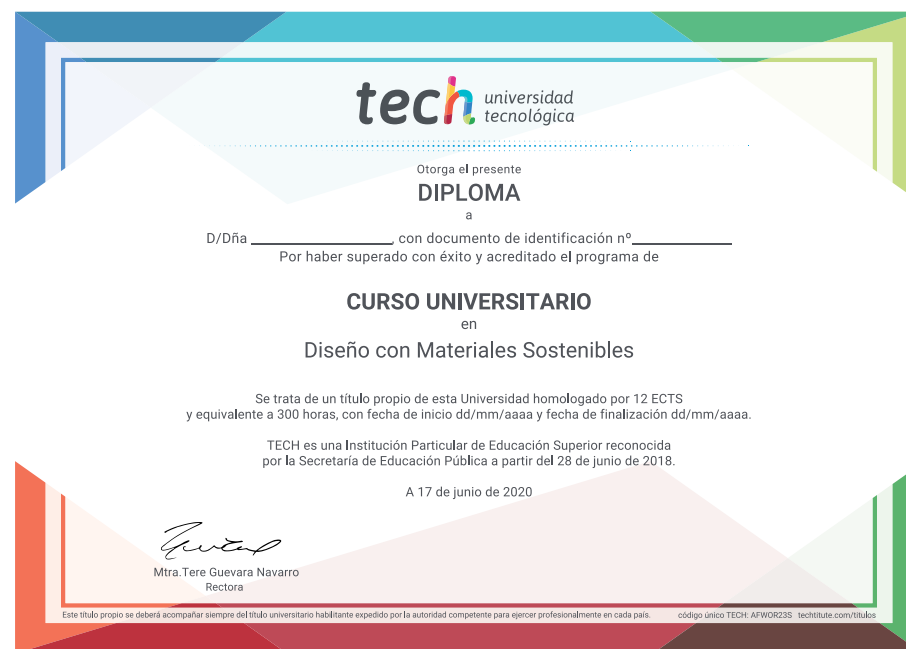 tech universidad
tecnológica
Otorga el presente
DIPLOMA
a
D/Dña ________________, con documento de identificación nº____________
Por haber superado con éxito y acreditado el programa de
CURSO UNIVERSITARIO
en
Diseño con Materiales Sostenibles
Se trata de un título propio de esta Universidad homologado por 12 ECTS
y equivalente a 300 horas, con fecha de inicio dd/mm/aaaa y fecha de finalización dd/mm/aaaa.
TECH es una Institución Particular de Educación Superior reconocida
por la Secretaría de Educación Pública a partir del 28 de junio de 2018.
A 17 de junio de 2020
Mtra.Tere Guevara Navarro
Rectora
Este título propio se deberá acompañar siempre del título universitario habilitante expedido por la autoridad competente para ejercer profesionalmente en cada país. código único TECH: AFWOR23S techtitute.com/titulos